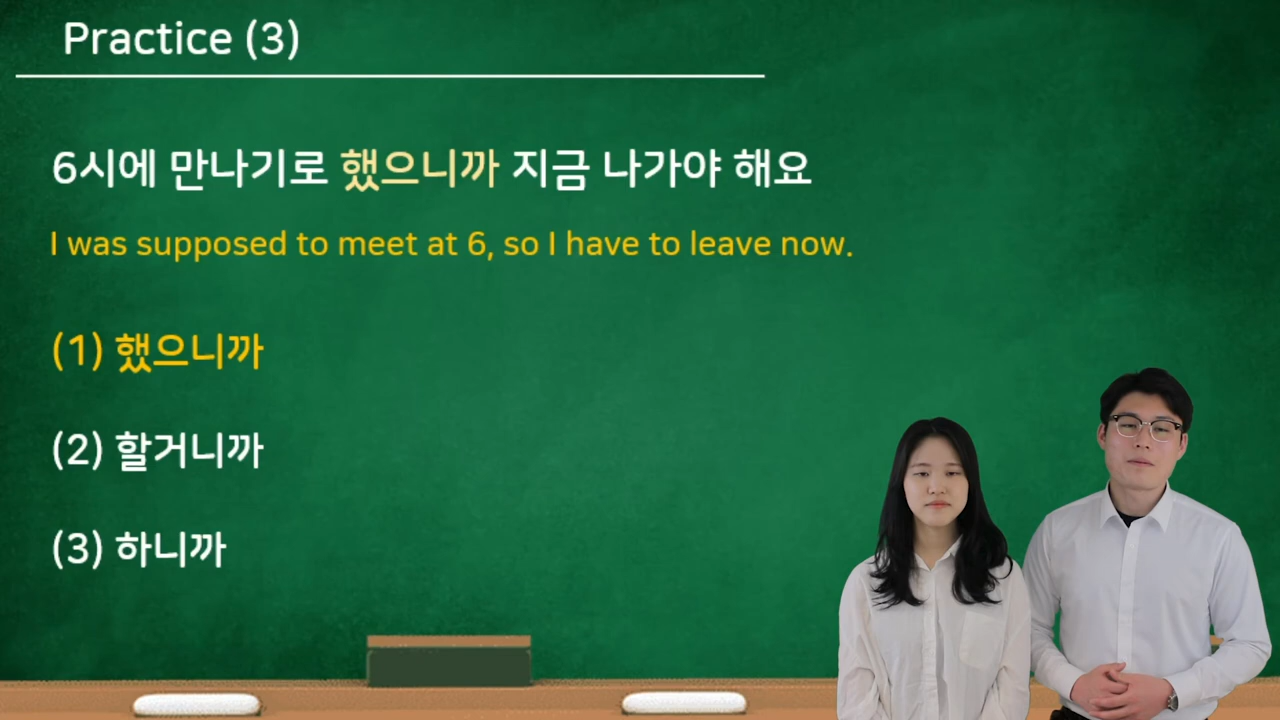 Practice (3)
6시에 만나기로 했으니까 지금 나가야 해요
I was supposed to meet at 6, so I have to leave now.
(1) 했으니까
(2) 할거니까
(3) 하니까